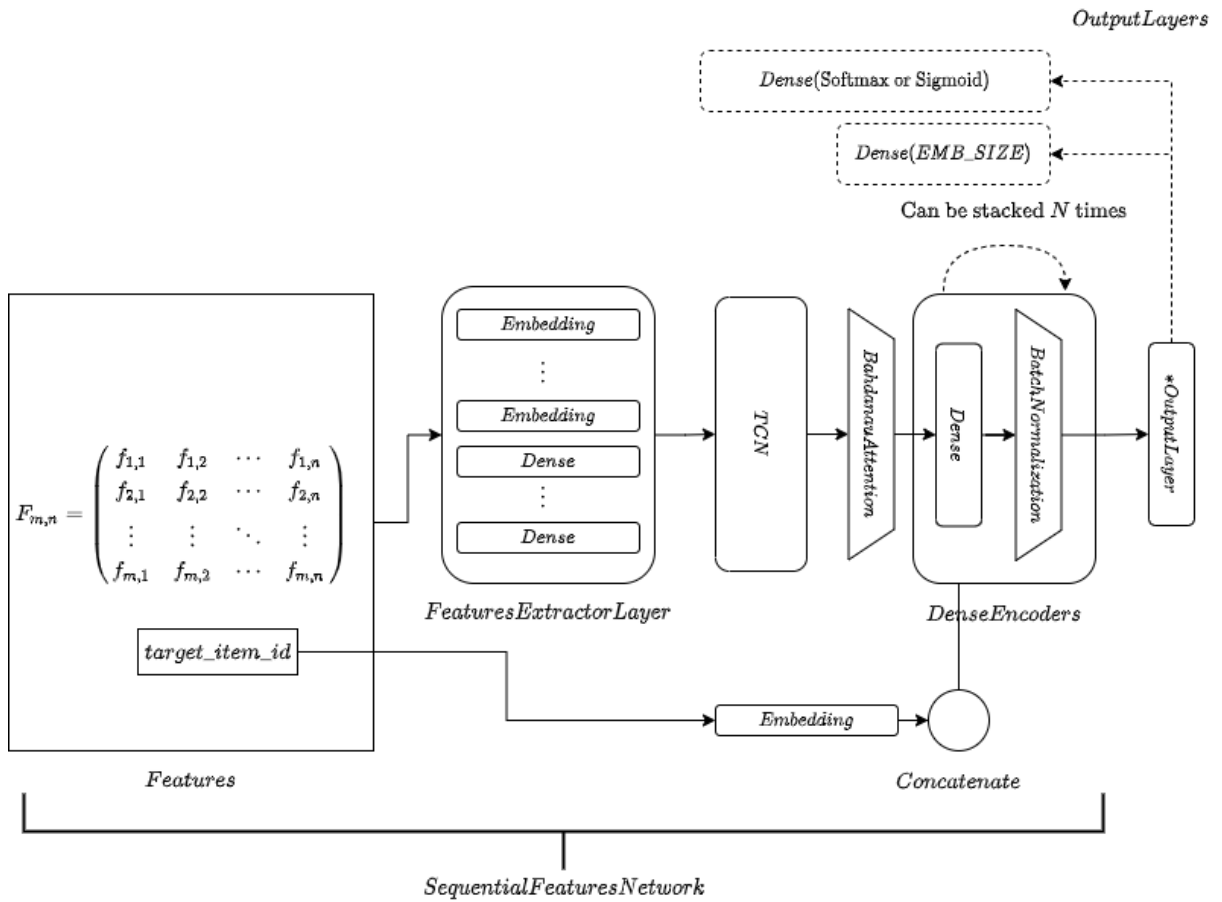 OutputLayers
Dense(Softmax or Sigmoid)
Dense(EMB_SIZE)
Can be stacked N times
Embedding
⋮
Embedding
Dense
⋮
Dense
FeaturesExtractorLayer
TCN
BahdanauAttention
Dense
BatchNormalization
DenseEncoders
*OutputLayer
F_{m,n} =
f_{1,1} f_{1,2} ⋯ f_{1,n}
f_{2,1} f_{2,2} ⋯ f_{2,n}
⋮ ⋮ ⋱ ⋮
f_{m,1} f_{m,2} ⋯ f_{m,n}
target_item_id
Embedding
Features
Concatenate
SequentialFeaturesNetwork